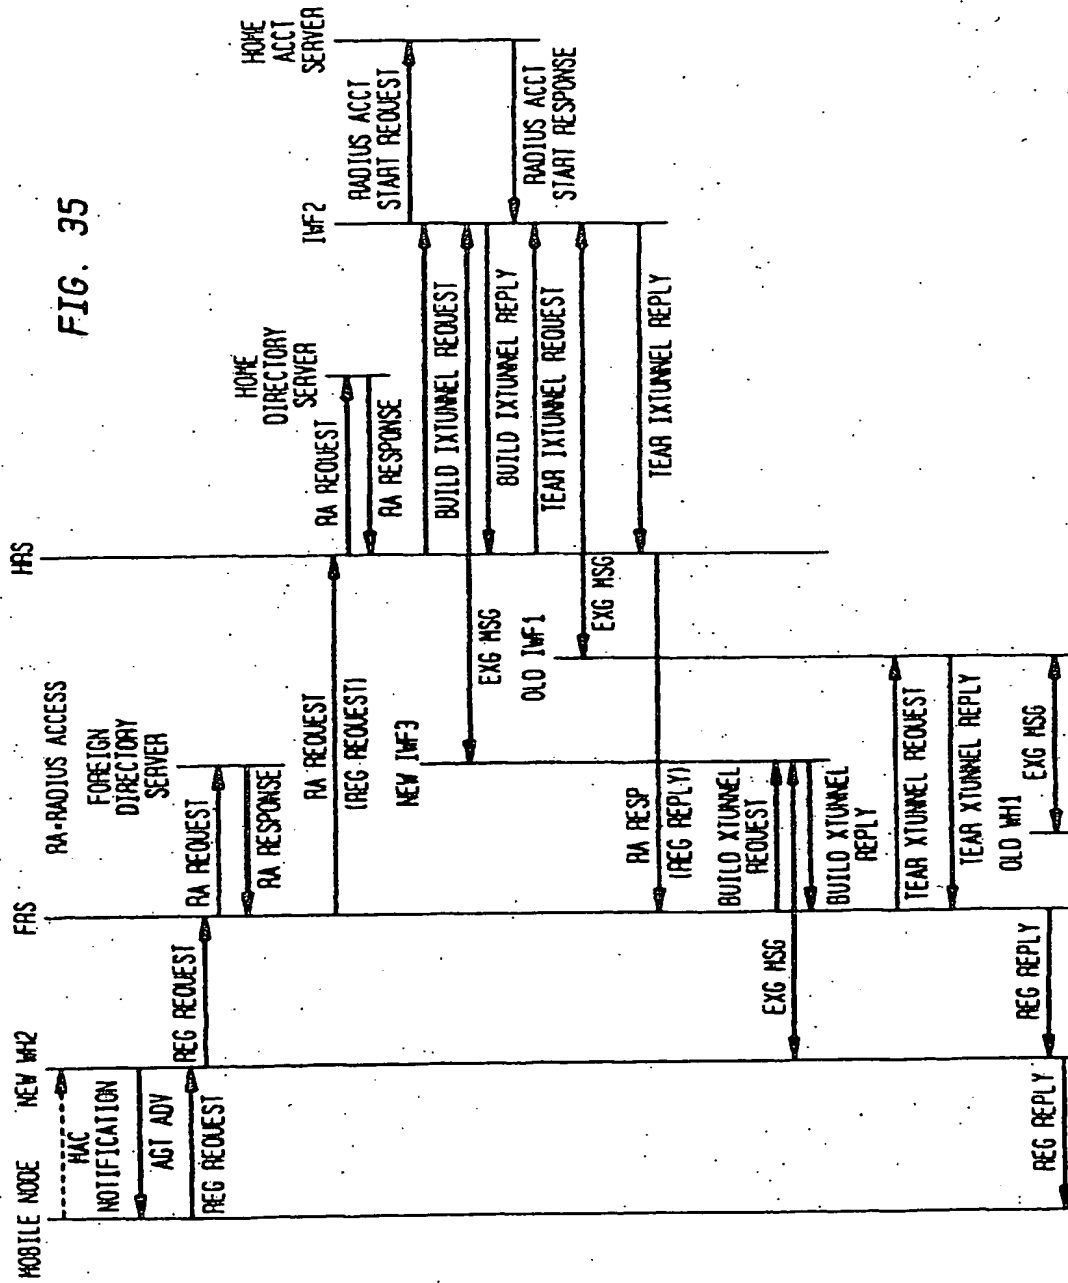 FIG. 35
MOBILE NODE
NEW WH2
FRS
RA=RADIUS ACCESS
FOREIGN
DIRECTORY
SERVER
HRS
HOME
DIRECTORY
SERVER
IWF2
HOME
ACCT
SERVER
MAC
NOTIFICATION
AGT ADV
REG REQUEST
REG REQUEST
RA REQUEST
RA RESPONSE
RA REQUEST
(REG REQUEST)
RA REQUEST
RA RESPONSE
RADIUS ACCT
START REQUEST
BUILD IXTUNNEL REQUEST
NEW IWF3
EXG MSG
BUILD IXTUNNEL REPLY
RADIUS ACCT
START RESPONSE
TEAR IXTUNNEL REQUEST
OLD IWF1
EXG MSG
TEAR IXTUNNEL REPLY
RA RESP
(REG REPLY)
BUILD XTUNNEL
REQUEST
EXG MSG
BUILD XTUNNEL
REPLY
TEAR XTUNNEL REQUEST
TEAR XTUNNEL REPLY
OLD WH1
EXG MSG
REG REPLY
REG REPLY